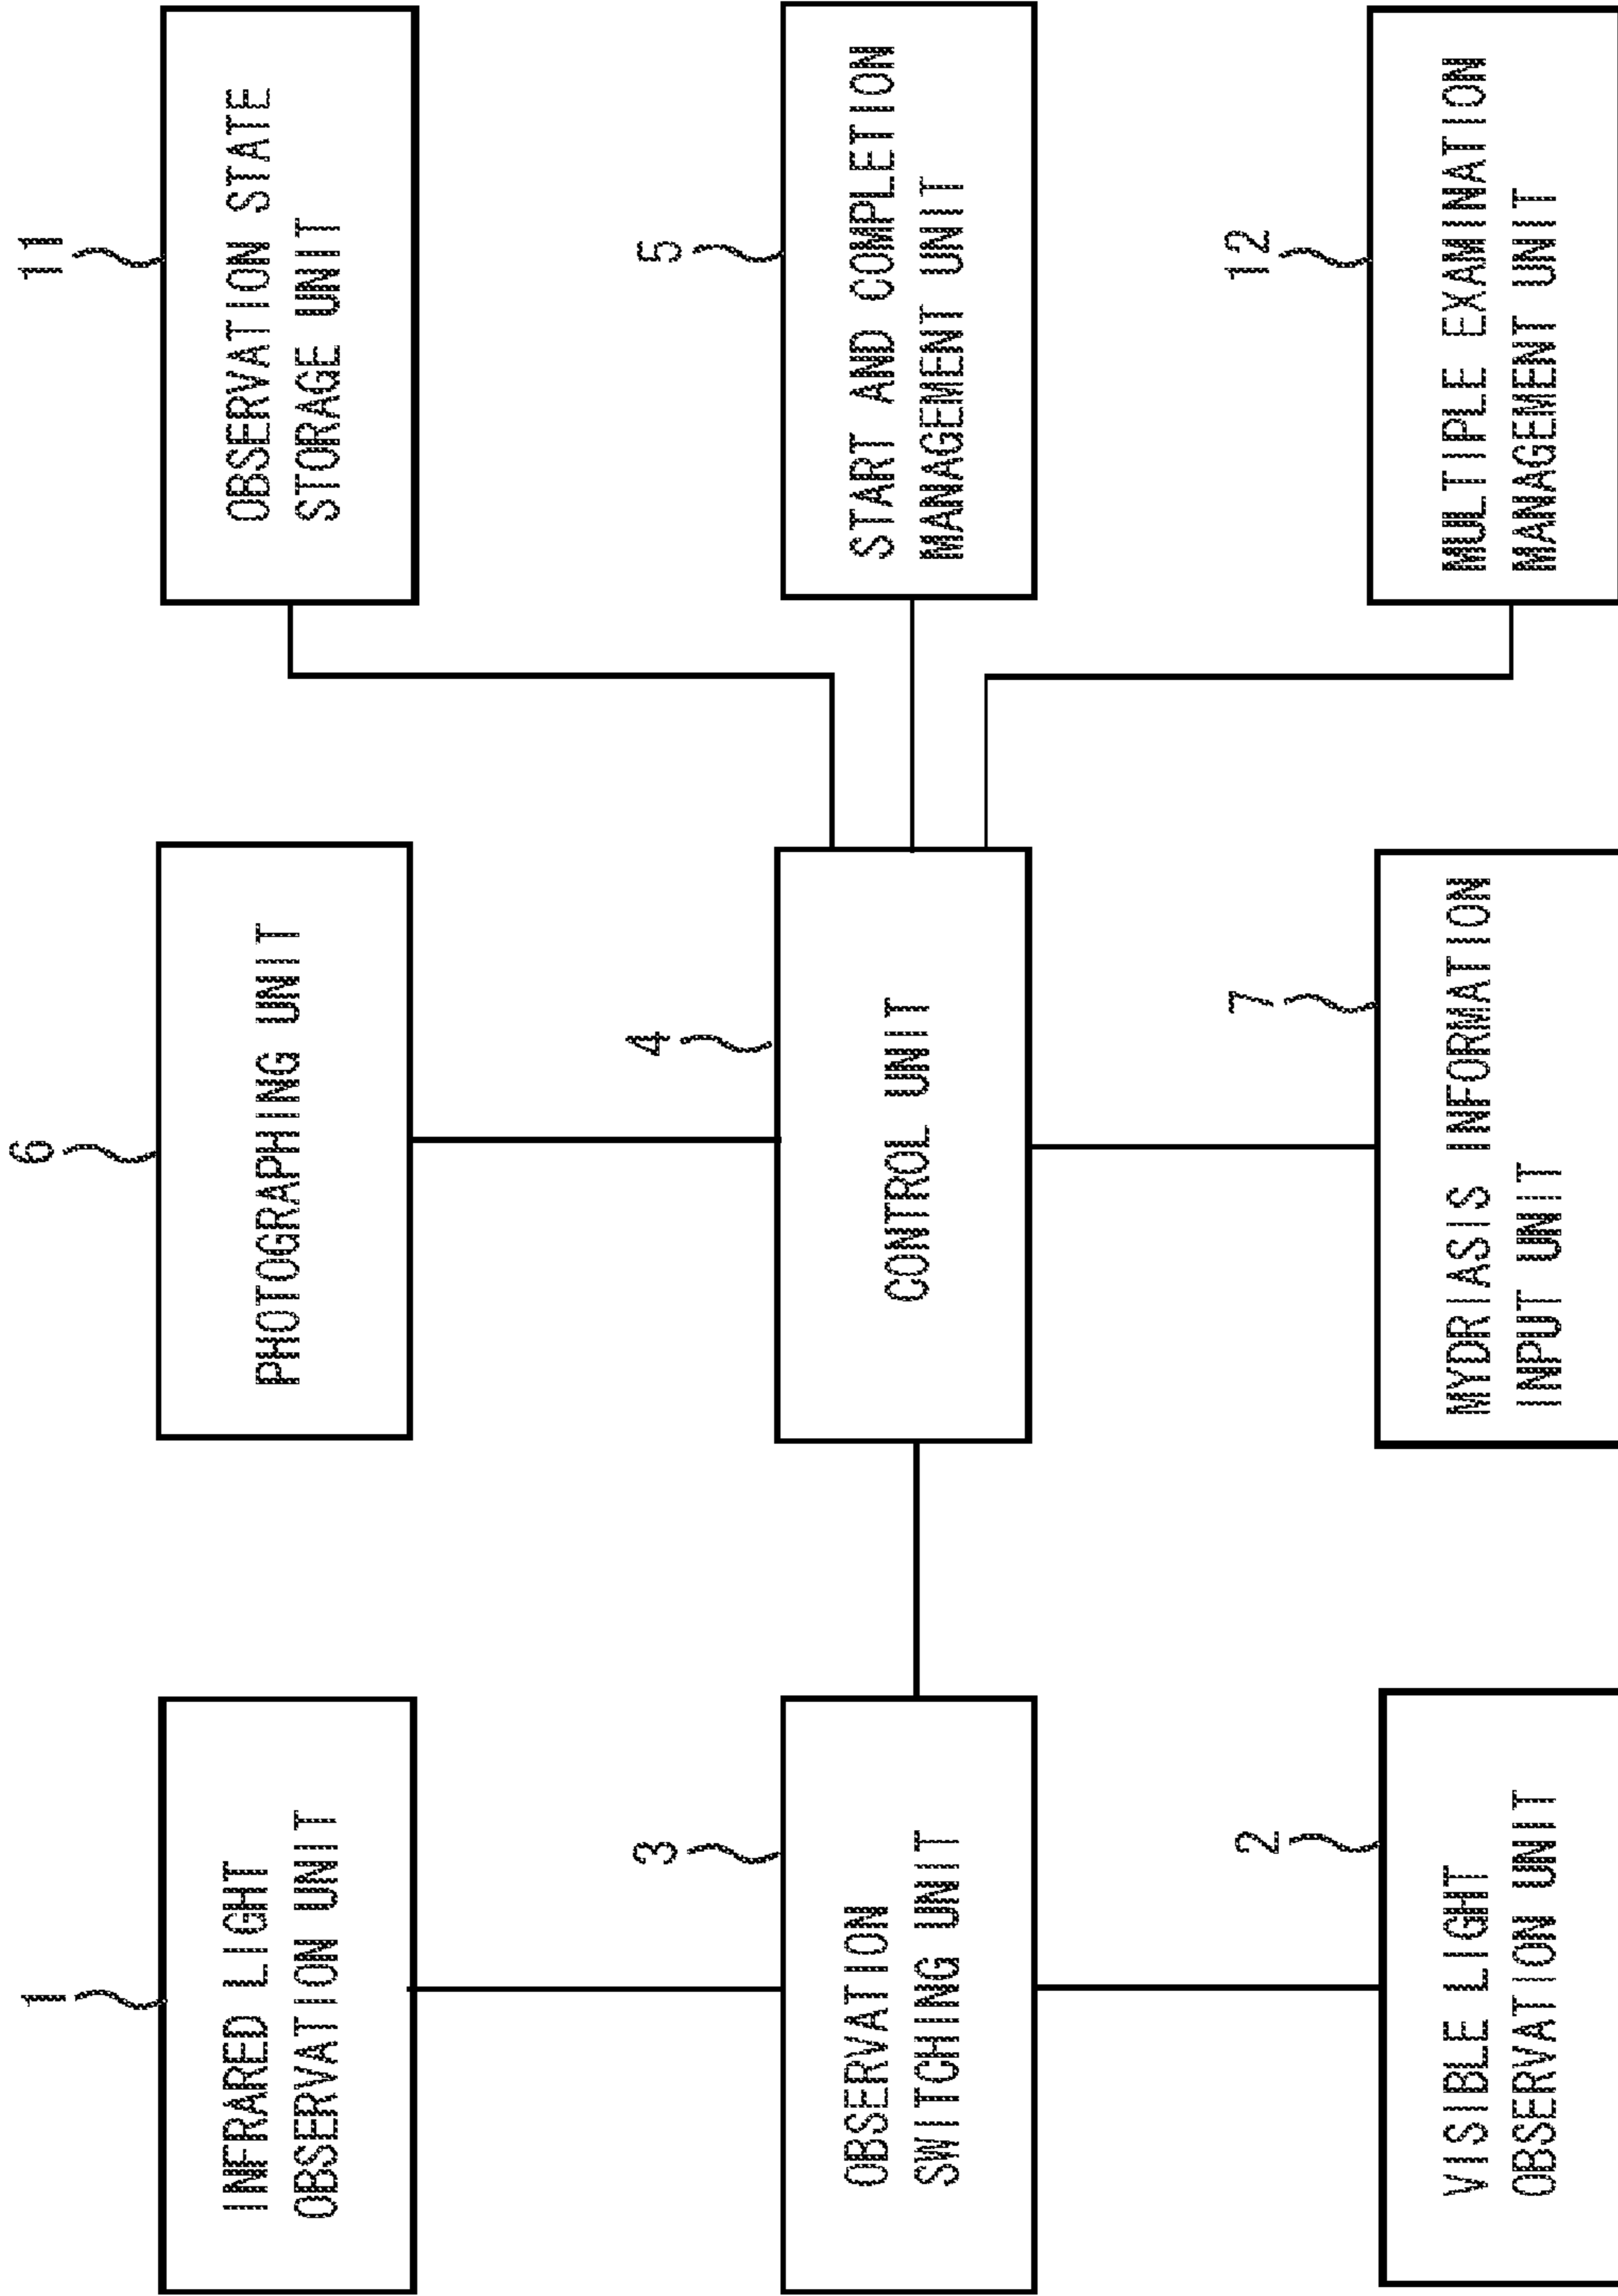 1
INFRARED LIGHT
OBSERVATION UNIT
6
PHOTOGRAPHING UNIT
11
OBSERVATION STATE
STORAGE UNIT
3
OBSERVATION
SWITCHING UNIT
4
CONTROL UNIT
5
START AND COMPLETION
MANAGEMENT UNIT
2
VISIBLE LIGHT
OBSERVATION UNIT
7
MYDRIASIS INFORMATION
INPUT UNIT
12
MULTIPLE EXAMINATION
MANAGEMENT UNIT